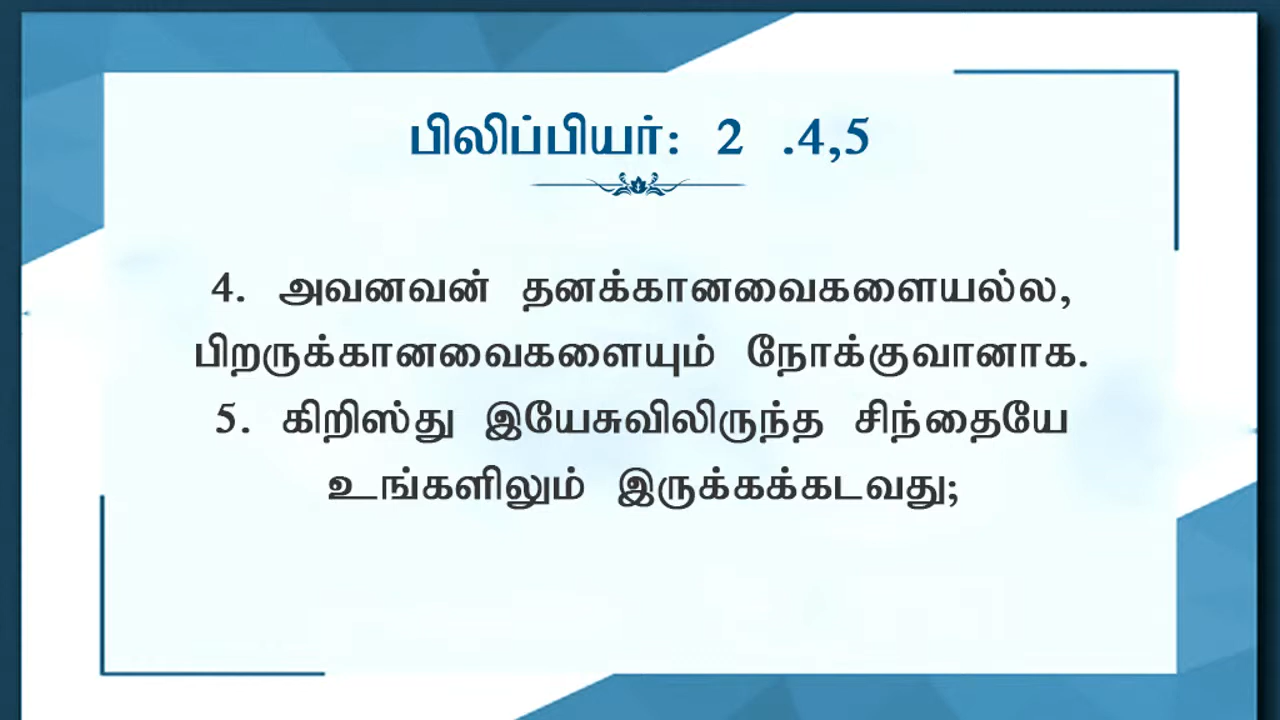 பிலிப்பியர்: 2 .4,5
4. அவனவன் தனக்கானவைகளையல்ல,
பிறருக்கானவைகளையும் நோக்குவானாக.
5. கிறிஸ்து இயேசுவிலிருந்த சிந்தையே
உங்களிலும் இருக்கக்கடவது;